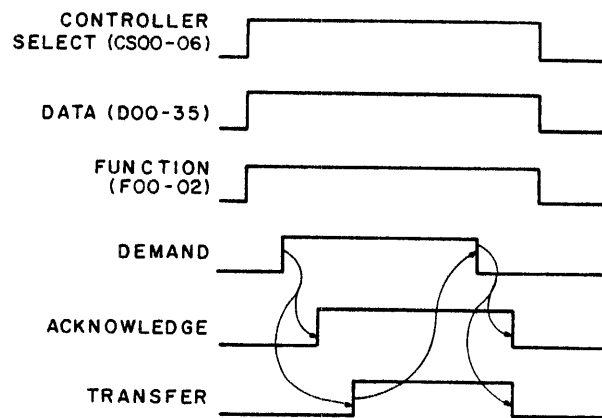 CONTROLLER
SELECT (CS00-06)
DATA (D00-35)
FUNCTION
(F00-02)
DEMAND
ACKNOWLEDGE
TRANSFER